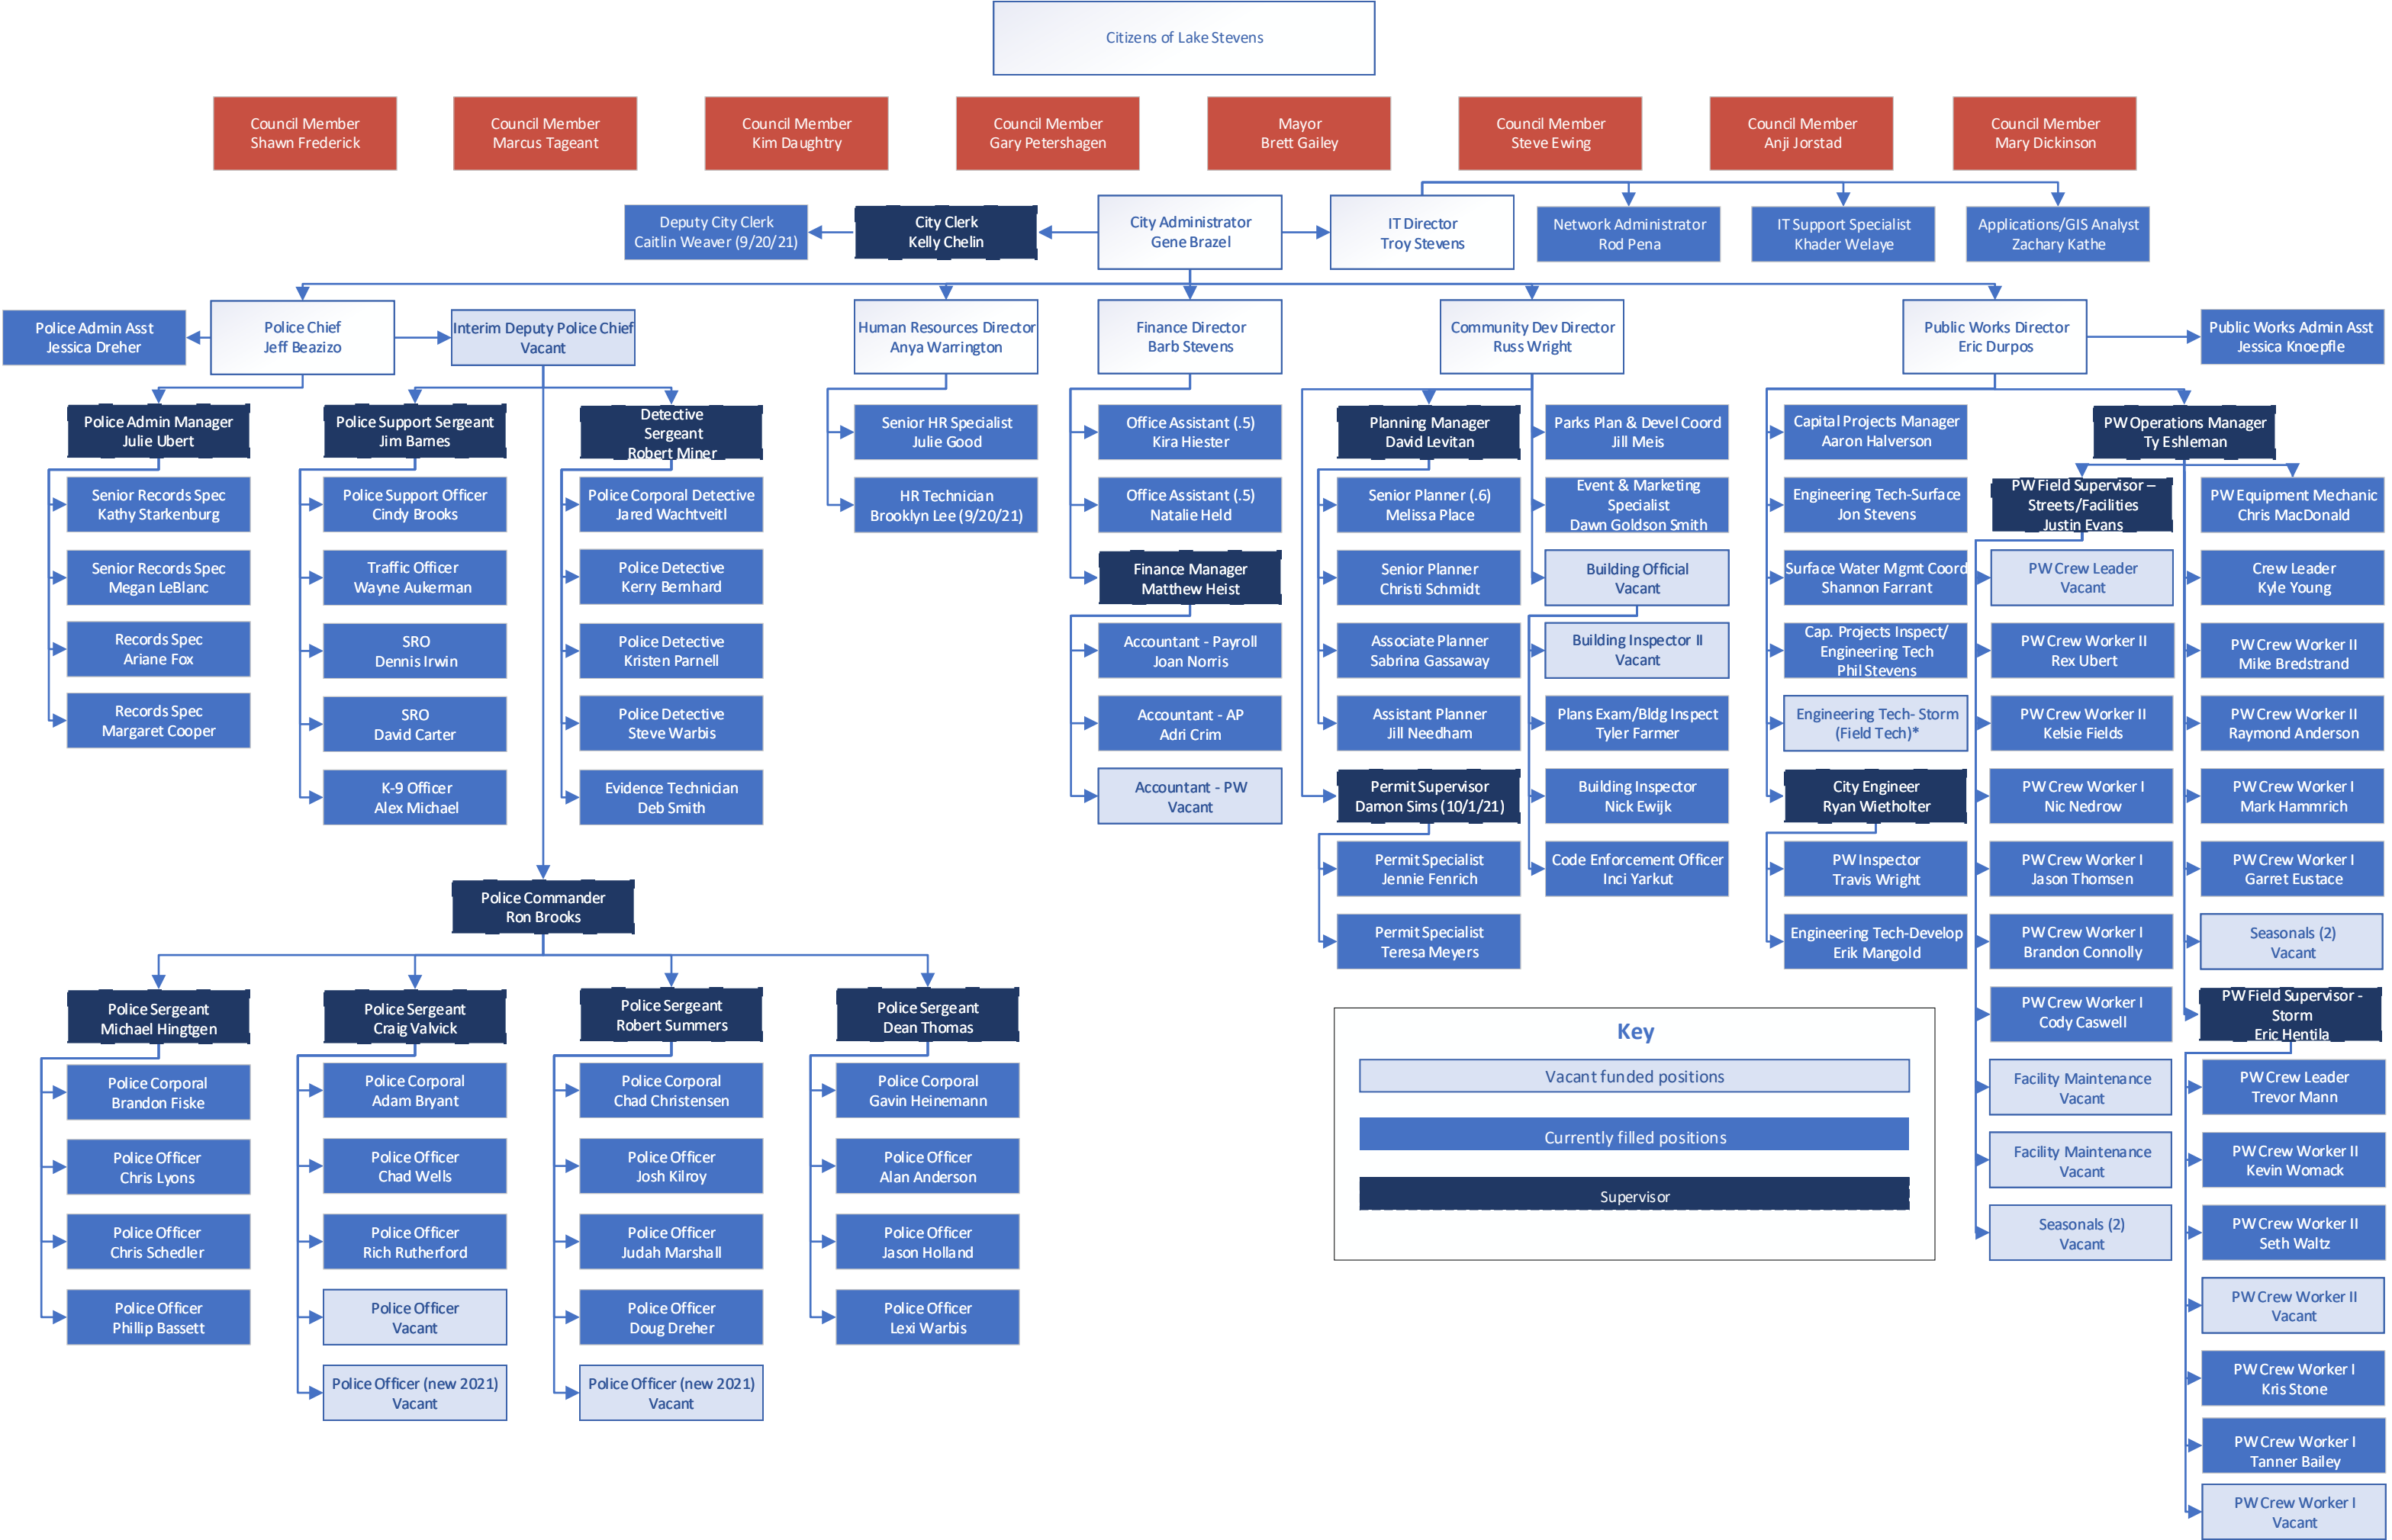 Citizens of Lake Stevens
Council Member
Shawn Frederick
Council Member
Marcus Tageant
Council Member
Kim Daughtry
Council Member
Gary Petershagen
Mayor
Brett Gailey
Council Member
Steve Ewing
Council Member
Anji Jorstad
Council Member
Mary Dickinson
Deputy City Clerk
Caitlin Weaver (9/20/21)
City Clerk
Kelly Chelin
City Administrator
Gene Brazel
IT Director
Troy Stevens
Network Administrator
Rod Pena
IT Support Specialist
Khader Welaye
Applications/GIS Analyst
Zachary Kathe
Police Admin Asst
Jessica Dreher
Police Chief
Jeff Beazizo
Interim Deputy Police Chief
Vacant
Human Resources Director
Anya Warrington
Finance Director
Barb Stevens
Community Dev Director
Russ Wright
Public Works Director
Eric Durpos
Public Works Admin Asst
Jessica Knoepfle
Police Admin Manager
Julie Ubert
Senior Records Spec
Kathy Starkenburg
Senior Records Spec
Megan LeBlanc
Records Spec
Ariane Fox
Records Spec
Margaret Cooper
Police Support Sergeant
Jim Barnes
Police Support Officer
Cindy Brooks
Traffic Officer
Wayne Aukerman
SRO
Dennis Irwin
SRO
David Carter
K-9 Officer
Alex Michael
Detective
Sergeant
Robert Miner
Police Corporal Detective
Jared Wachtveitl
Police Detective
Kerry Bernhard
Police Detective
Kristen Parnell
Police Detective
Steve Warbis
Evidence Technician
Deb Smith
Police Commander
Ron Brooks
Police Sergeant
Michael Hingtgen
Police Corporal
Brandon Fiske
Police Officer
Chris Lyons
Police Officer
Chris Schedler
Police Officer
Phillip Bassett
Police Sergeant
Craig Valvick
Police Corporal
Adam Bryant
Police Officer
Chad Wells
Police Officer
Rich Rutherford
Police Officer
Vacant
Police Officer (new 2021)
Vacant
Police Sergeant
Robert Summers
Police Corporal
Chad Christensen
Police Officer
Josh Kilroy
Police Officer
Judah Marshall
Police Officer
Doug Dreher
Police Officer (new 2021)
Vacant
Police Sergeant
Dean Thomas
Police Corporal
Gavin Heinemann
Police Officer
Alan Anderson
Police Officer
Jason Holland
Police Officer
Lexi Warbis
Senior HR Specialist
Julie Good
HR Technician
Brooklyn Lee (9/20/21)
Office Assistant (.5)
Kira Hiester
Office Assistant (.5)
Natalie Held
Finance Manager
Matthew Heist
Accountant - Payroll
Joan Norris
Accountant - AP
Adri Crim
Accountant - PW
Vacant
Planning Manager
David Levitan
Senior Planner (.6)
Melissa Place
Senior Planner
Christi Schmidt
Associate Planner
Sabrina Gassaway
Assistant Planner
Jill Needham
Permit Supervisor
Damon Sims (10/1/21)
Permit Specialist
Jennie Fenrich
Permit Specialist
Teresa Meyers
Parks Plan & Devel Coord
Jill Meis
Event & Marketing
Specialist
Dawn Goldson Smith
Building Official
Vacant
Building Inspector II
Vacant
Plans Exam/Bldg Inspect
Tyler Farmer
Building Inspector
Nick Ewijk
Code Enforcement Officer
Inci Yarkut
Capital Projects Manager
Aaron Halverson
Engineering Tech-Surface
Jon Stevens
Surface Water Mgmt Coord
Shannon Farrant
Cap. Projects Inspect/
Engineering Tech
Phil Stevens
Engineering Tech- Storm
(Field Tech)*
City Engineer
Ryan Wietholter
PW Inspector
Travis Wright
Engineering Tech-Develop
Erik Mangold
PW Operations Manager
Ty Eshleman
PW Field Supervisor –
Streets/Facilities
Justin Evans
PW Crew Leader
Vacant
PW Crew Worker II
Rex Ubert
PW Crew Worker II
Kelsie Fields
PW Crew Worker I
Nic Nedrow
PW Crew Worker I
Jason Thomsen
PW Crew Worker I
Brandon Connolly
PW Crew Worker I
Cody Caswell
Facility Maintenance
Vacant
Facility Maintenance
Vacant
Seasonals (2)
Vacant
PW Equipment Mechanic
Chris MacDonald
Crew Leader
Kyle Young
PW Crew Worker II
Mike Bredstrand
PW Crew Worker II
Raymond Anderson
PW Crew Worker I
Mark Hammrich
PW Crew Worker I
Garret Eustace
Seasonals (2)
Vacant
PW Field Supervisor -
Storm
Eric Hentila
PW Crew Leader
Trevor Mann
PW Crew Worker II
Kevin Womack
PW Crew Worker II
Seth Waltz
PW Crew Worker II
Vacant
PW Crew Worker I
Kris Stone
PW Crew Worker I
Tanner Bailey
PW Crew Worker I
Vacant
Key
Vacant funded positions
Currently filled positions
Supervisor